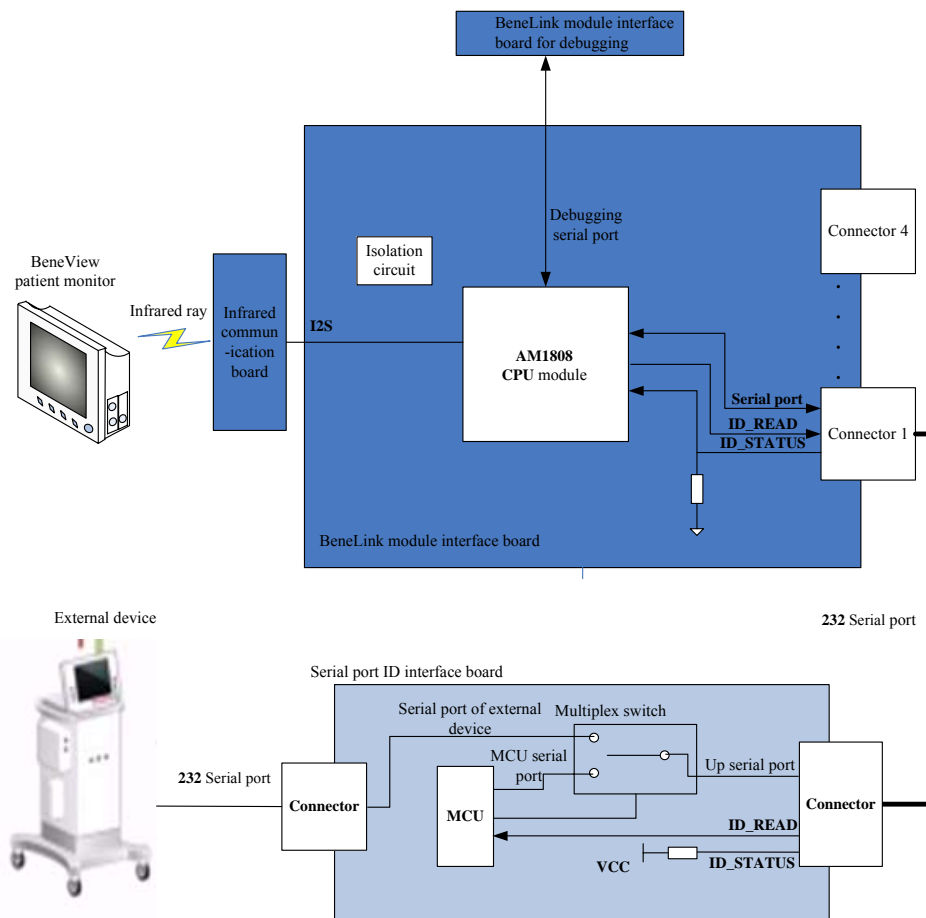 BeneLink module interface
board for debugging
Debugging
serial port
Connector 4
Isolation
circuit
BeneView
patient monitor
Infrared ray
Infrared
commun
-ication
board
I2S
AM1808
CPU module
Serial port
ID_READ
ID_STATUS
Connector 1
BeneLink module interface board
External device
232 Serial port
Serial port ID interface board
Serial port of external
device
Multiplex switch
MCU serial
port
Up serial port
232 Serial port
Connector
MCU
Connector
ID_READ
VCC
ID_STATUS